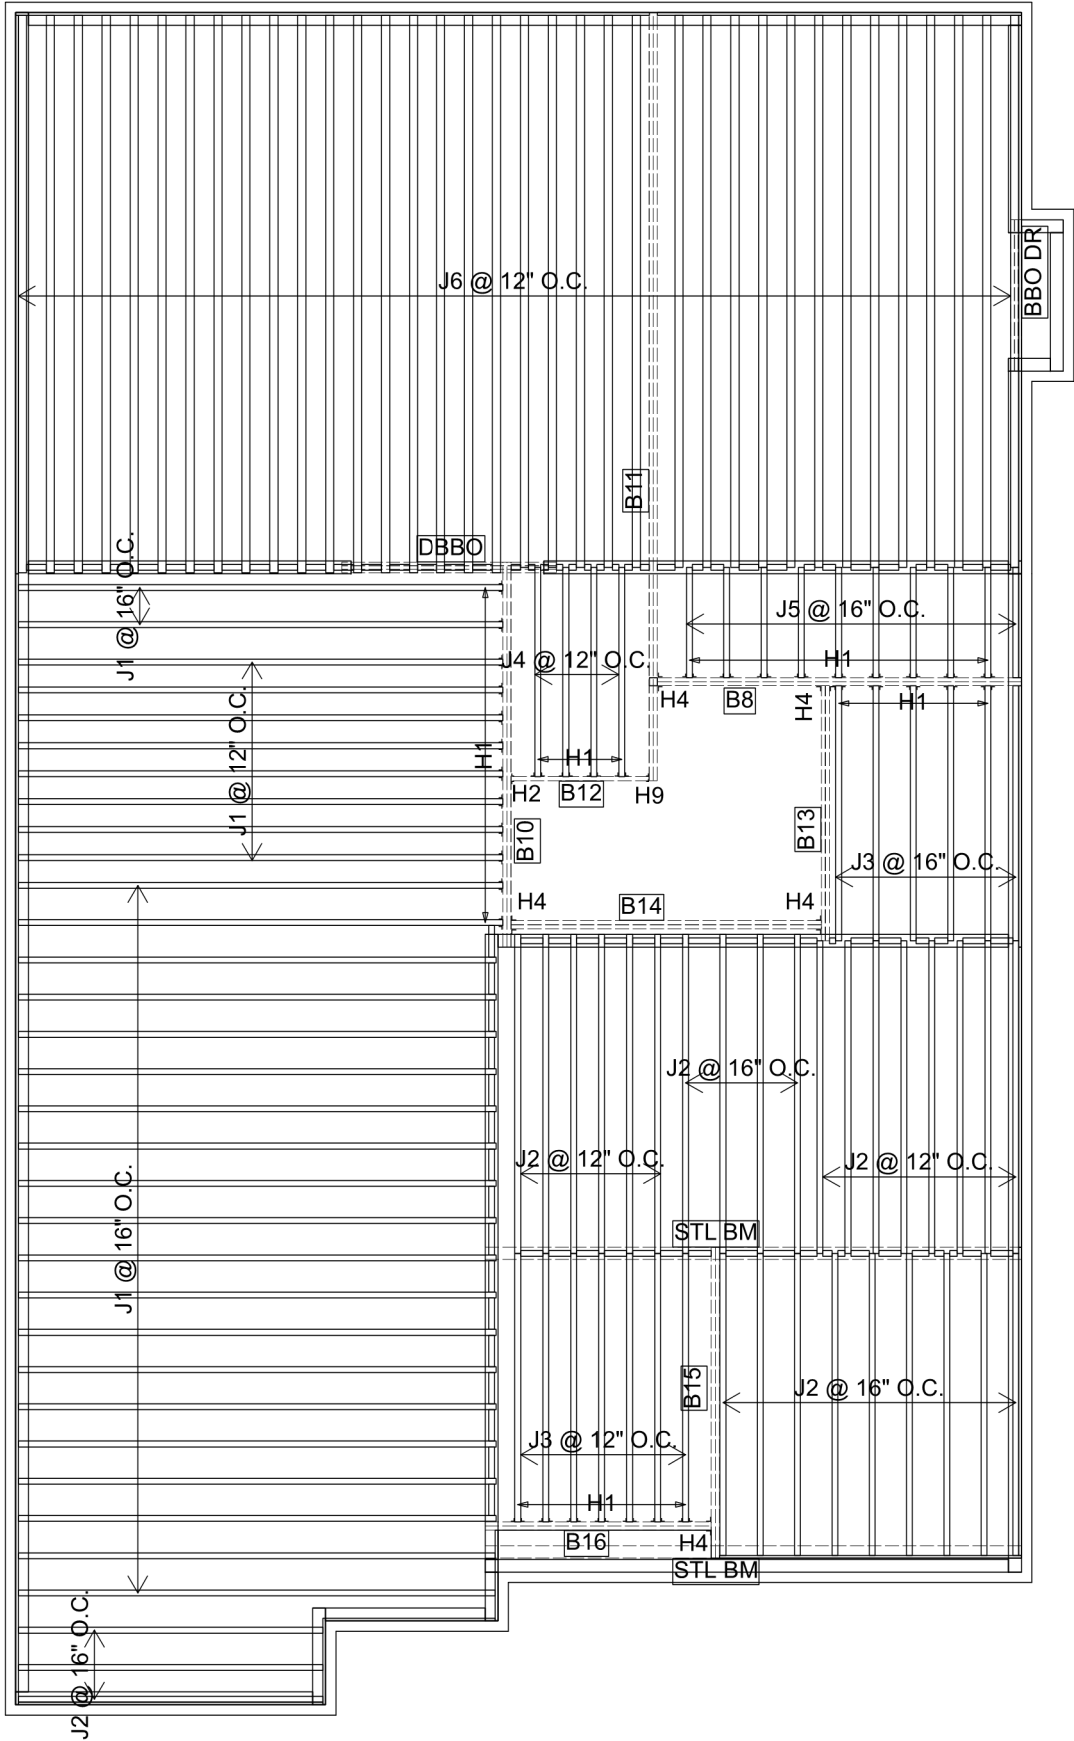 BBO DR
J6 @ 12" O.C.
B11
DBBO
J1 @ 16" O.C.
J5 @ 16" O.C.
J4 @ 12" O.C.
H1
H4
B8
H4
H1
J1 @ 12" O.C.
H1
H1
H2
B12
H9
B10
B13
J3 @ 16" O.C.
H4
B14
H4
J2 @ 16" O.C.
J2 @ 12" O.C.
J2 @ 12" O.C.
J1 @ 16" O.C.
STL BM
B15
J2 @ 16" O.C.
J3 @ 12" O.C.
H1
B16
H4
STL BM
J2 @ 16" O.C.